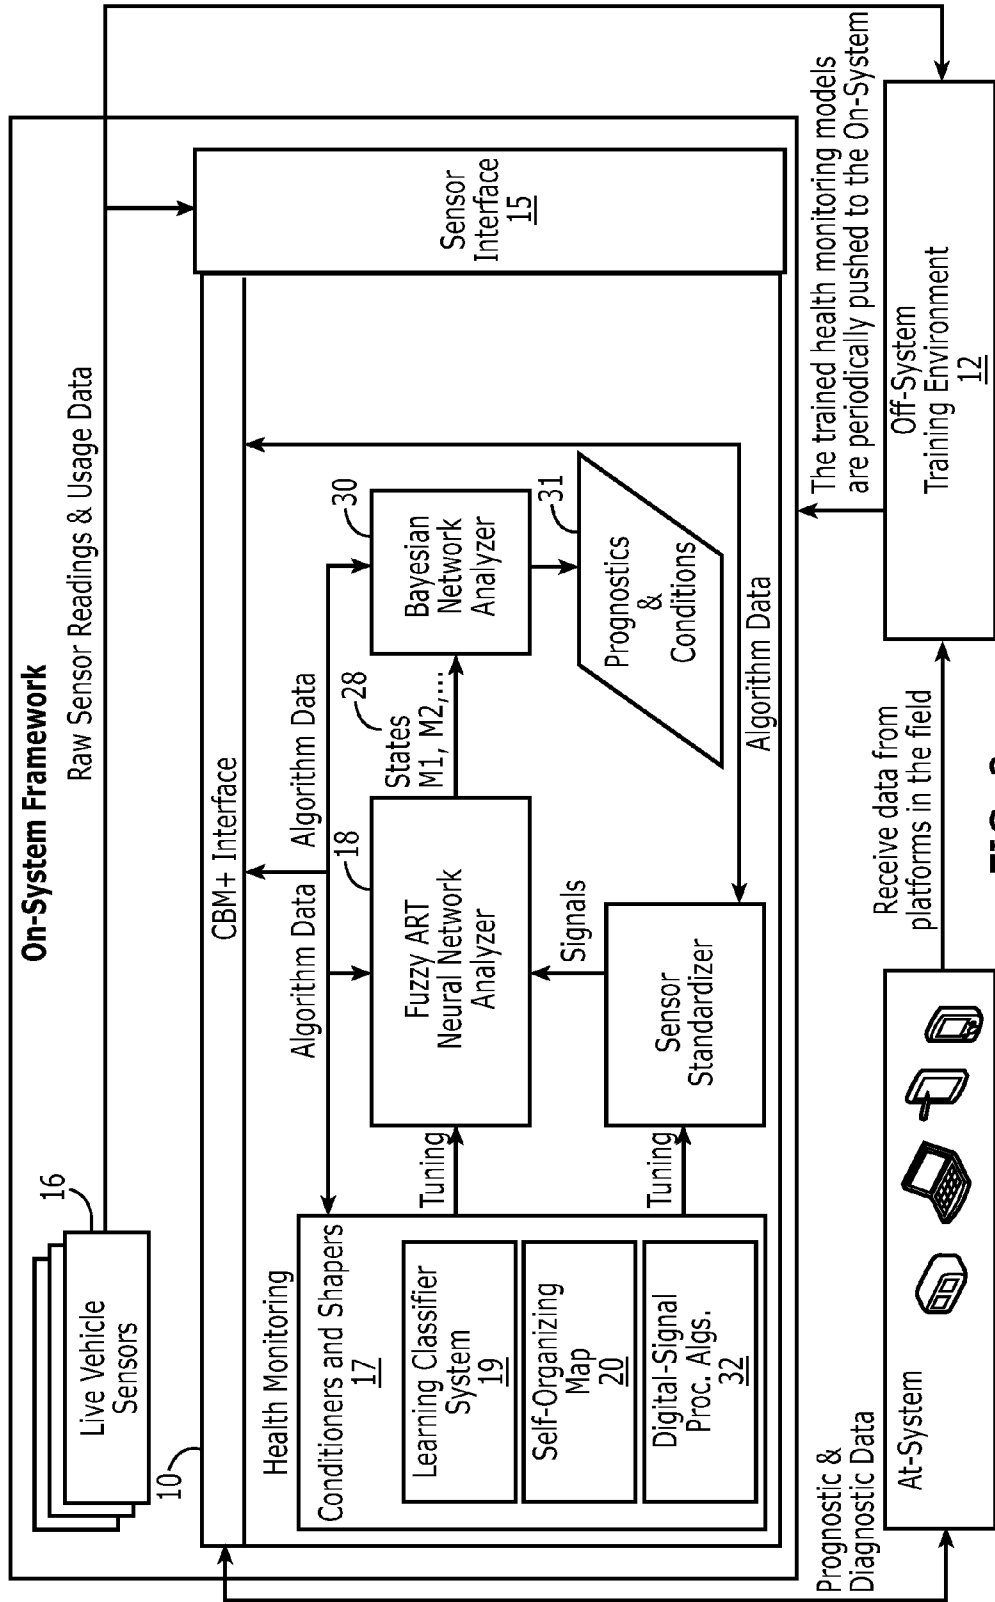 On-System Framework
Raw Sensor Readings & Usage Data
16
Live Vehicle
Sensors
10
CBM+ Interface
Sensor
Interface
15
Health Monitoring
Conditioners and Shapers
17
Learning Classifier
System
19
Self-Organizing
Map
20
Digital-Signal
Proc. Algs.
32
Algorithm Data
Algorithm Data
Tuning
Tuning
18
Fuzzy ART
Neural Network
Analyzer
Signals
Sensor
Standardizer
28
States
M1, M2,...
30
Bayesian
Network
Analyzer
31
Prognostics
&
Conditions
Algorithm Data
Prognostic &
Diagnostic Data
At-System
Receive data from
platforms in the field
The trained health monitoring models
are periodically pushed to the On-System
Off-System
Training Environment
12